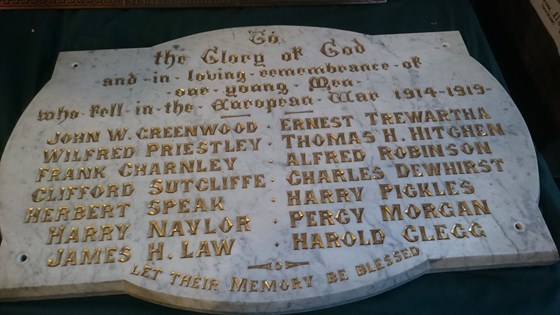 To
the Glory of God
and-in-loving-remembrance-of
our-young Men
who-fell-in-the-European-War 1914-1919-
JOHN W. GREENWOOD
WILFRED PRIESTLEY
FRANK CHARNLEY
CLIFFORD SUTCLIFFE
HERBERT SPEAK
HARRY NAYLOR
JAMES H. LAW
ERNEST TREWARTHA
THOMAS H. HITCHEN
ALFRED ROBINSON
CHARLES DEWHIRST
HARRY PICKLES
PERCY MORGAN
HAROLD CLEGG
LET THEIR MEMORY BE BLESSED